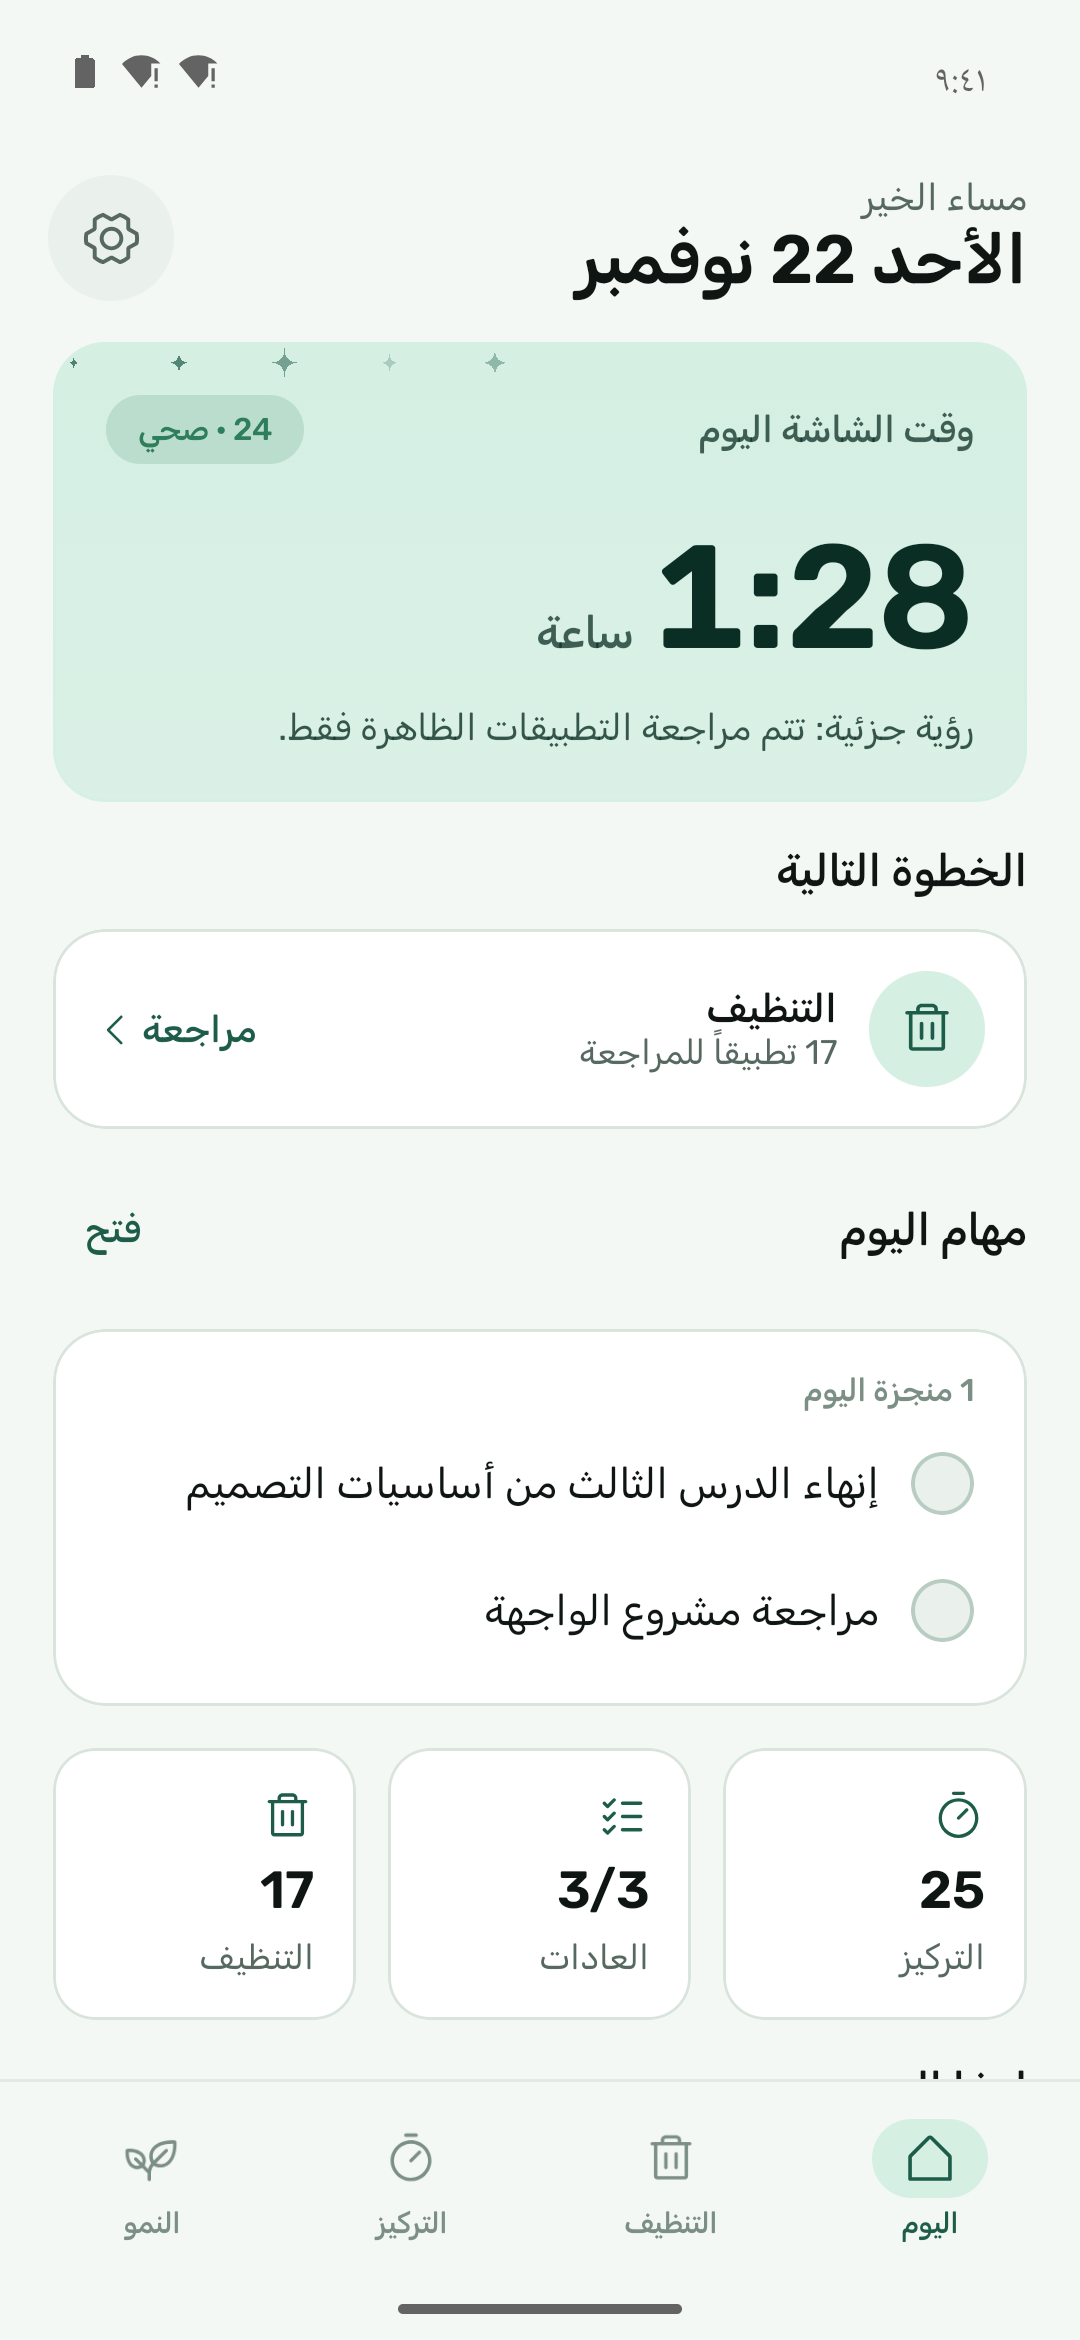 ٩:٤١
مساء الخير
الأحد 22 نوفمبر
وقت الشاشة اليوم
24 • صحي
1:28 ساعة
رؤية جزئية: تتم مراجعة التطبيقات الظاهرة فقط.
الخطوة التالية
التنظيف
17 تطبيقاً للمراجعة
مراجعة
مهام اليوم
فتح
1 منجزة اليوم
إنهاء الدرس الثالث من أساسيات التصميم
مراجعة مشروع الواجهة
25
التركيز
3/3
العادات
17
التنظيف
اليوم
التنظيف
التركيز
النمو